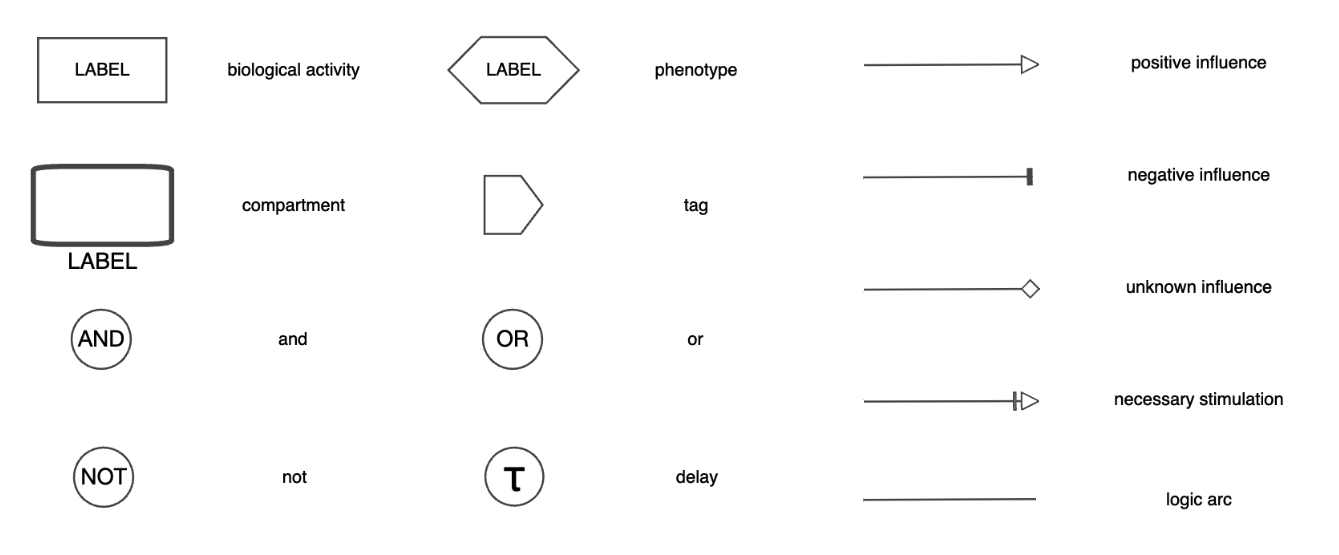 LABEL
biological activity
LABEL
phenotype
positive influence
negative influence
LABEL
compartment
tag
unknown influence
AND
and
OR
or
necessary stimulation
NOT
not
τ
delay
logic arc